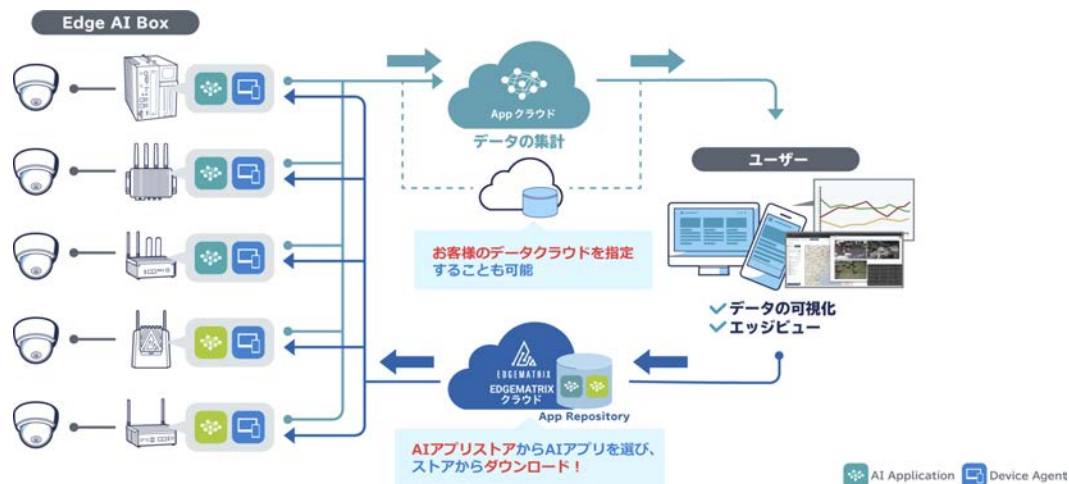 Edge AI Box
Appクラウド
データの集計
ユーザー
お客様のデータクラウドを指定
することも可能
データの可視化
エッジビュー
EDGEMATRIX
EDGEMATRIX
クラウド
App Repository
AIアプリストアからAIアプリを選び、
ストアからダウンロード！
AI Application
Device Agent